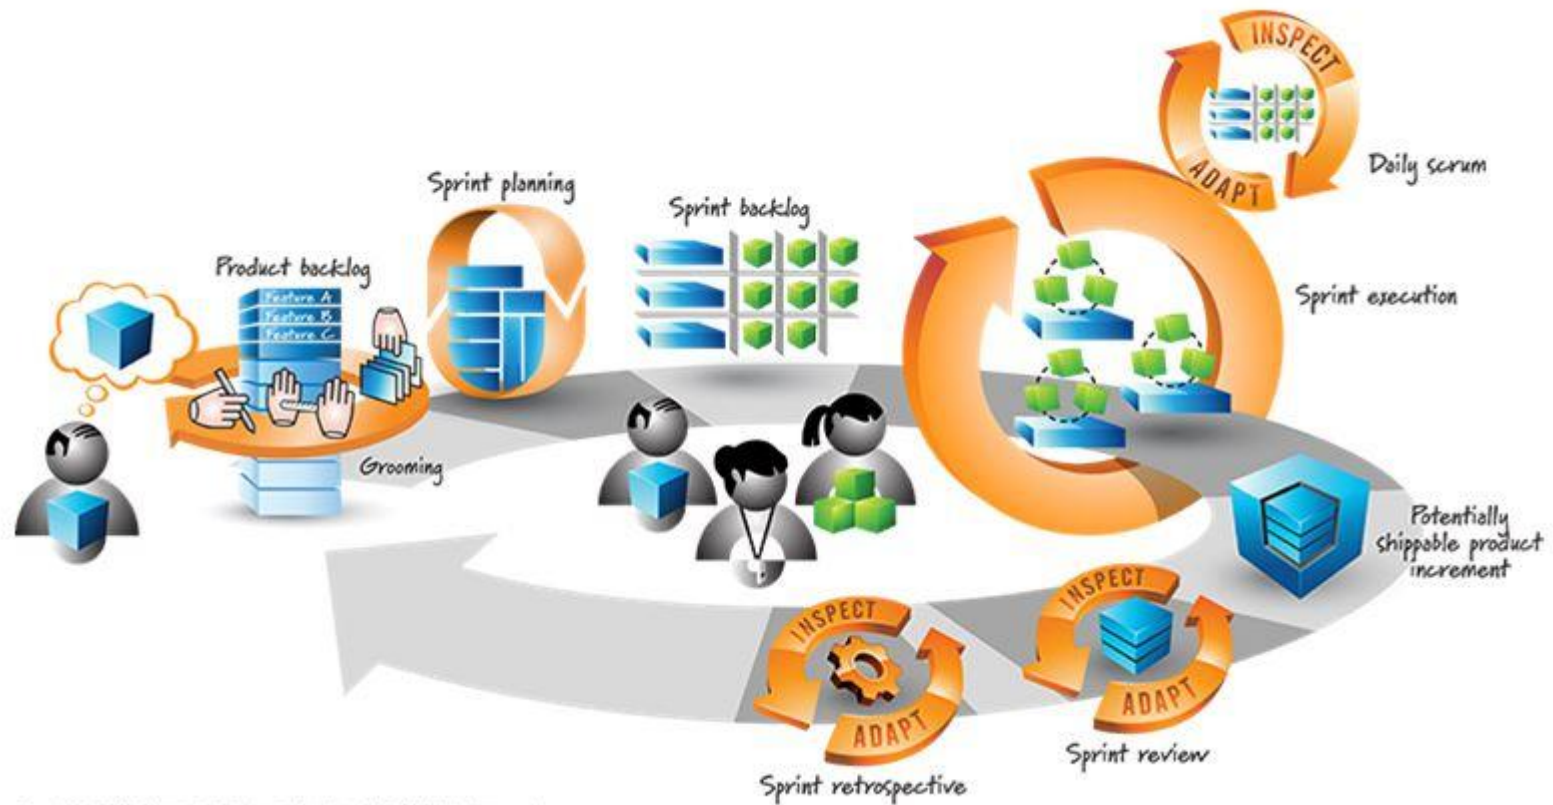 INSPECT
ADAPT
Daily scrum
Sprint planning
Sprint backlog
Product backlog
Feature A
Feature B
Feature C
Sprint execution
Grooming
Potentially
shippable product
increment
INSPECT
ADAPT
Sprint review
INSPECT
ADAPT
Sprint retrospective